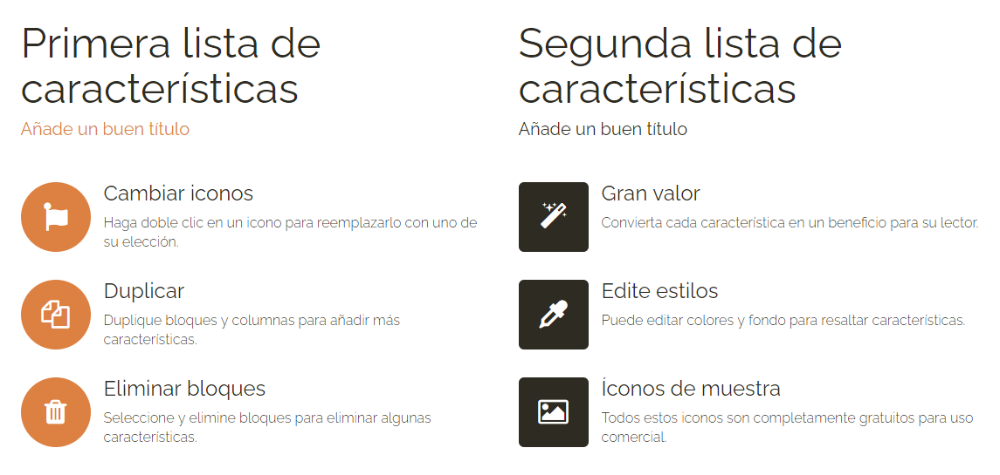 Primera lista de
características
Añade un buen título
Cambiar iconos
Haga doble clic en un icono para reemplazarlo con uno de
su elección.
Duplicar
Duplique bloques y columnas para añadir más
características.
Eliminar bloques
Seleccione y elimine bloques para eliminar algunas
características.
Segunda lista de
características
Añade un buen título
Gran valor
Convierta cada característica en un beneficio para su lector.
Edite estilos
Puede editar colores y fondo para resaltar características.
Íconos de muestra
Todos estos iconos son completamente gratuitos para uso
comercial.